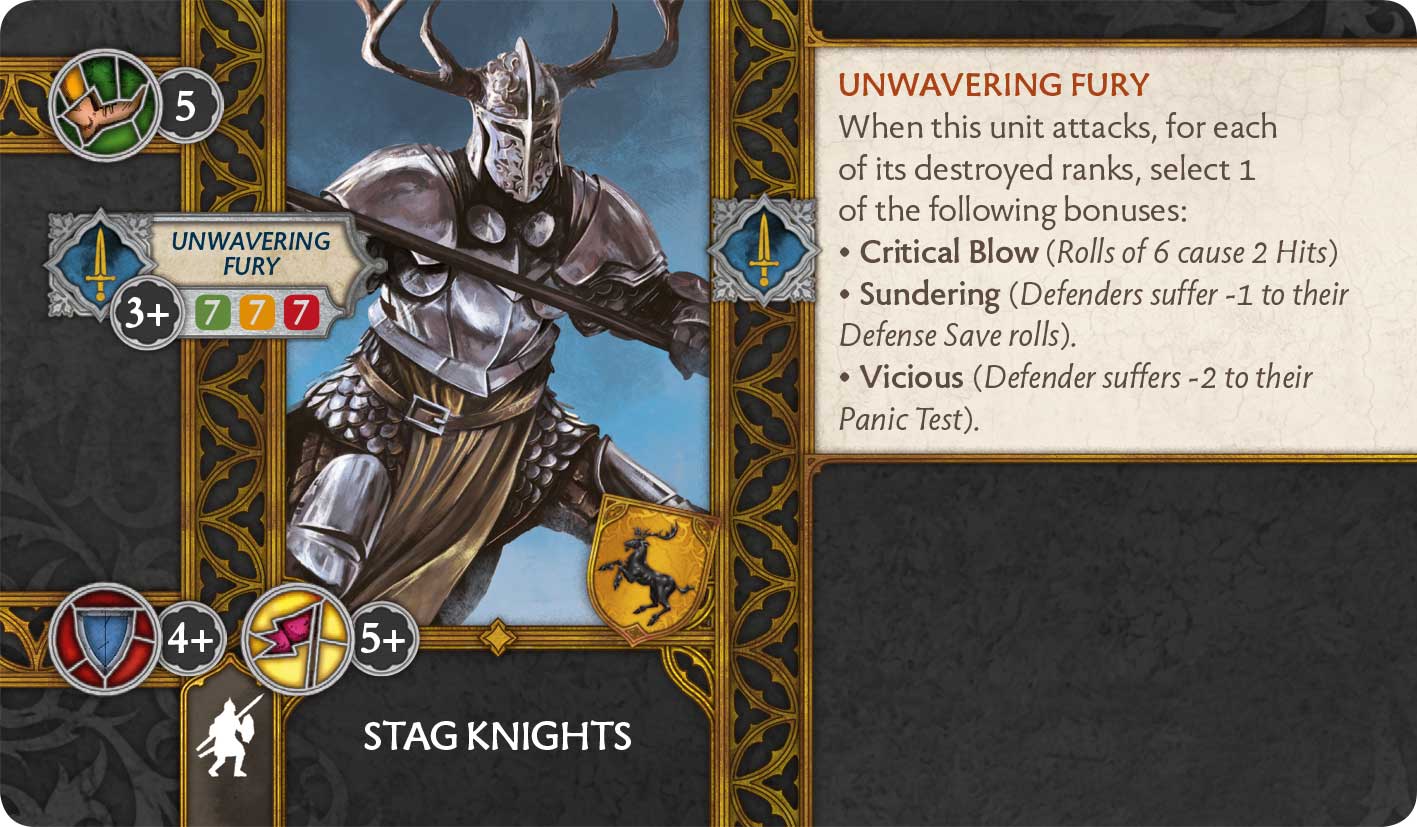 5
UNWAVERING
FURY
3+ 7 7 7
4+ 5+
STAG KNIGHTS
UNWAVERING FURY
When this unit attacks, for each
of its destroyed ranks, select 1
of the following bonuses:
• Critical Blow (Rolls of 6 cause 2 Hits)
• Sundering (Defenders suffer -1 to their
Defense Save rolls).
• Vicious (Defender suffers -2 to their
Panic Test).